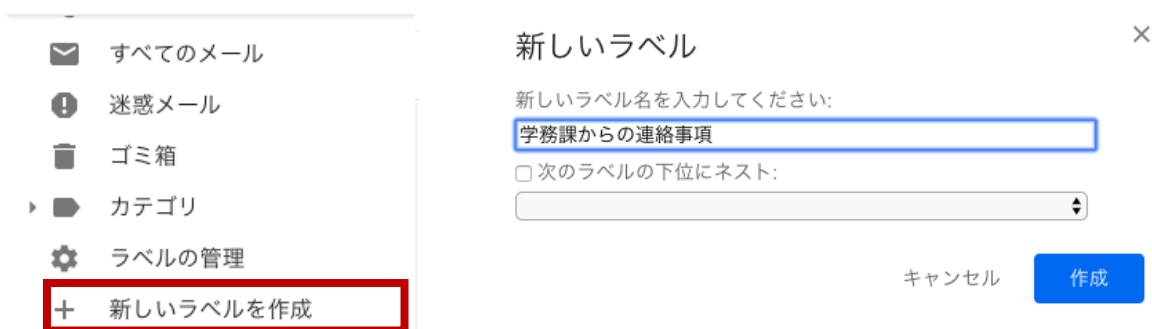 すべてのメール
迷惑メール
ゴミ箱
カテゴリ
ラベルの管理
新しいラベルを作成
新しいラベル
新しいラベル名を入力してください:
学務課からの連絡事項
次のラベルの下位にネスト:
キャンセル
作成